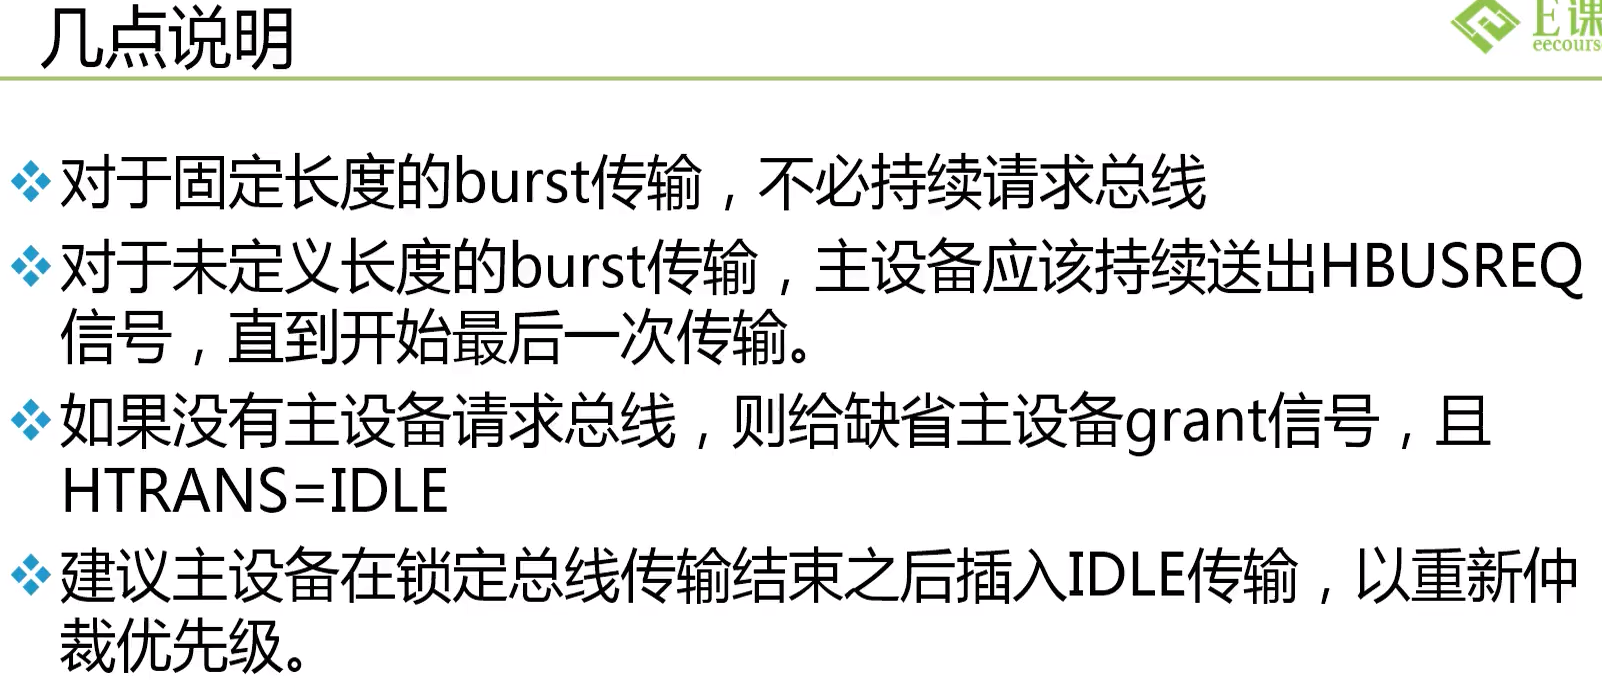 几点说明
E课
eecours
对于固定长度的burst传输，不必持续请求总线
对于未定义长度的burst传输，主设备应该持续送出HBUSREQ
信号，直到开始最后一次传输。
如果没有主设备请求总线，则给缺省主设备grant信号，且
HTRANS=IDLE
建议主设备在锁定总线传输结束之后插入IDLE传输，以重新仲
裁优先级。